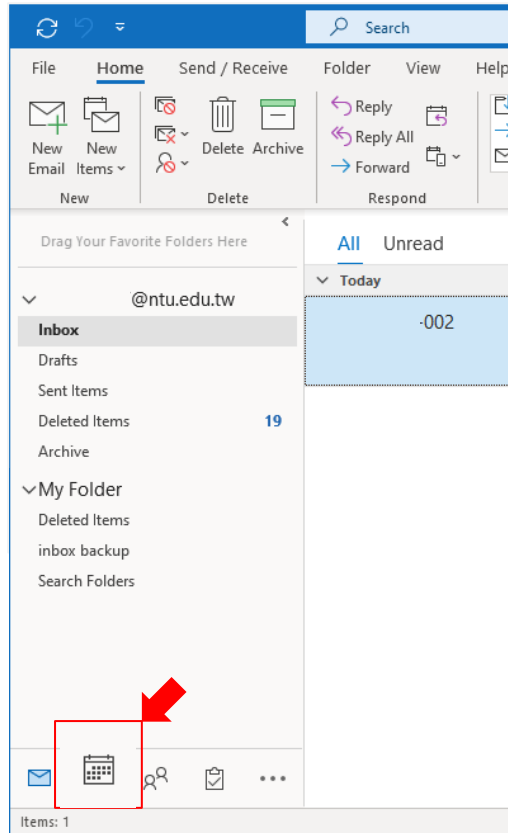 Search
File Home Send / Receive Folder View Help
New Email
New Items
Delete
Archive
Reply
Reply All
Forward
New
Delete
Respond
Drag Your Favorite Folders Here
All Unread
Today
@ntu.edu.tw
-002
Inbox
Drafts
Sent Items
Deleted Items 19
Archive
My Folder
Deleted Items
inbox backup
Search Folders
Items: 1